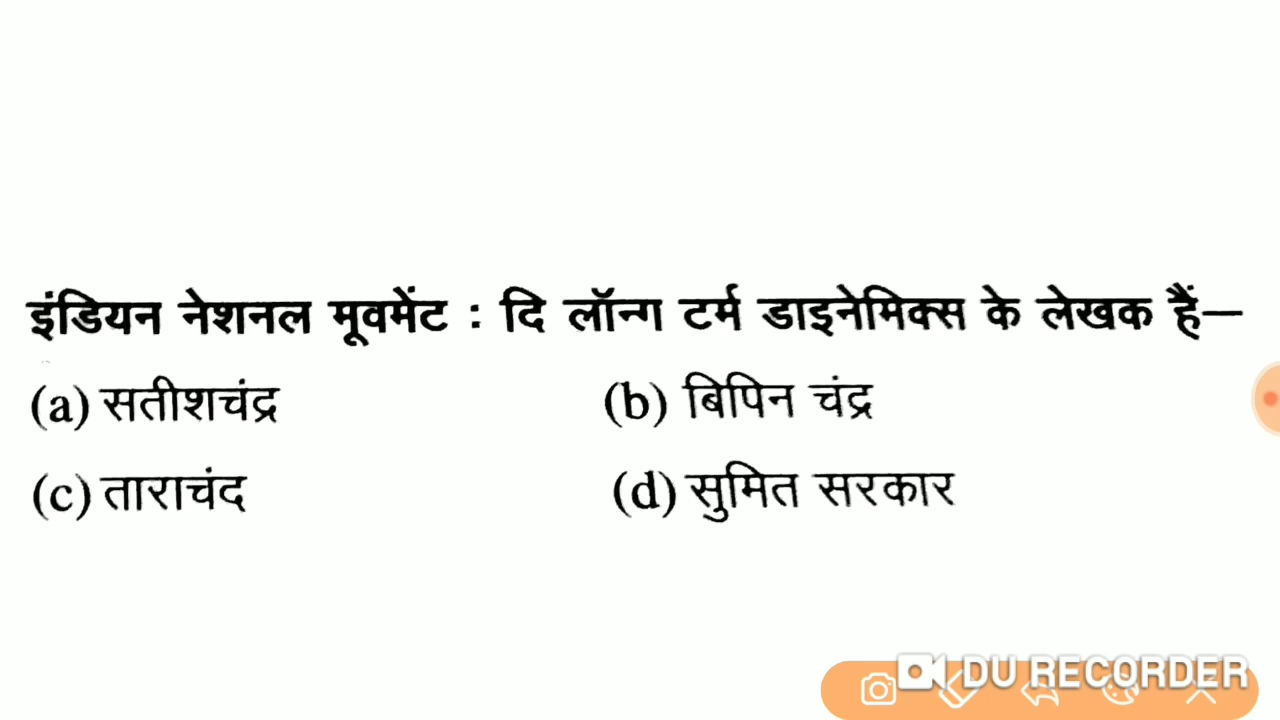 इंडियन नेशनल मूवमेंट : दि लॉन्ग टर्म डाइनेमिक्स के लेखक हैं—
(a) सतीशचंद्र (b) बिपिन चंद्र
(c) ताराचंद (d) सुमित सरकार
DU RECORDER